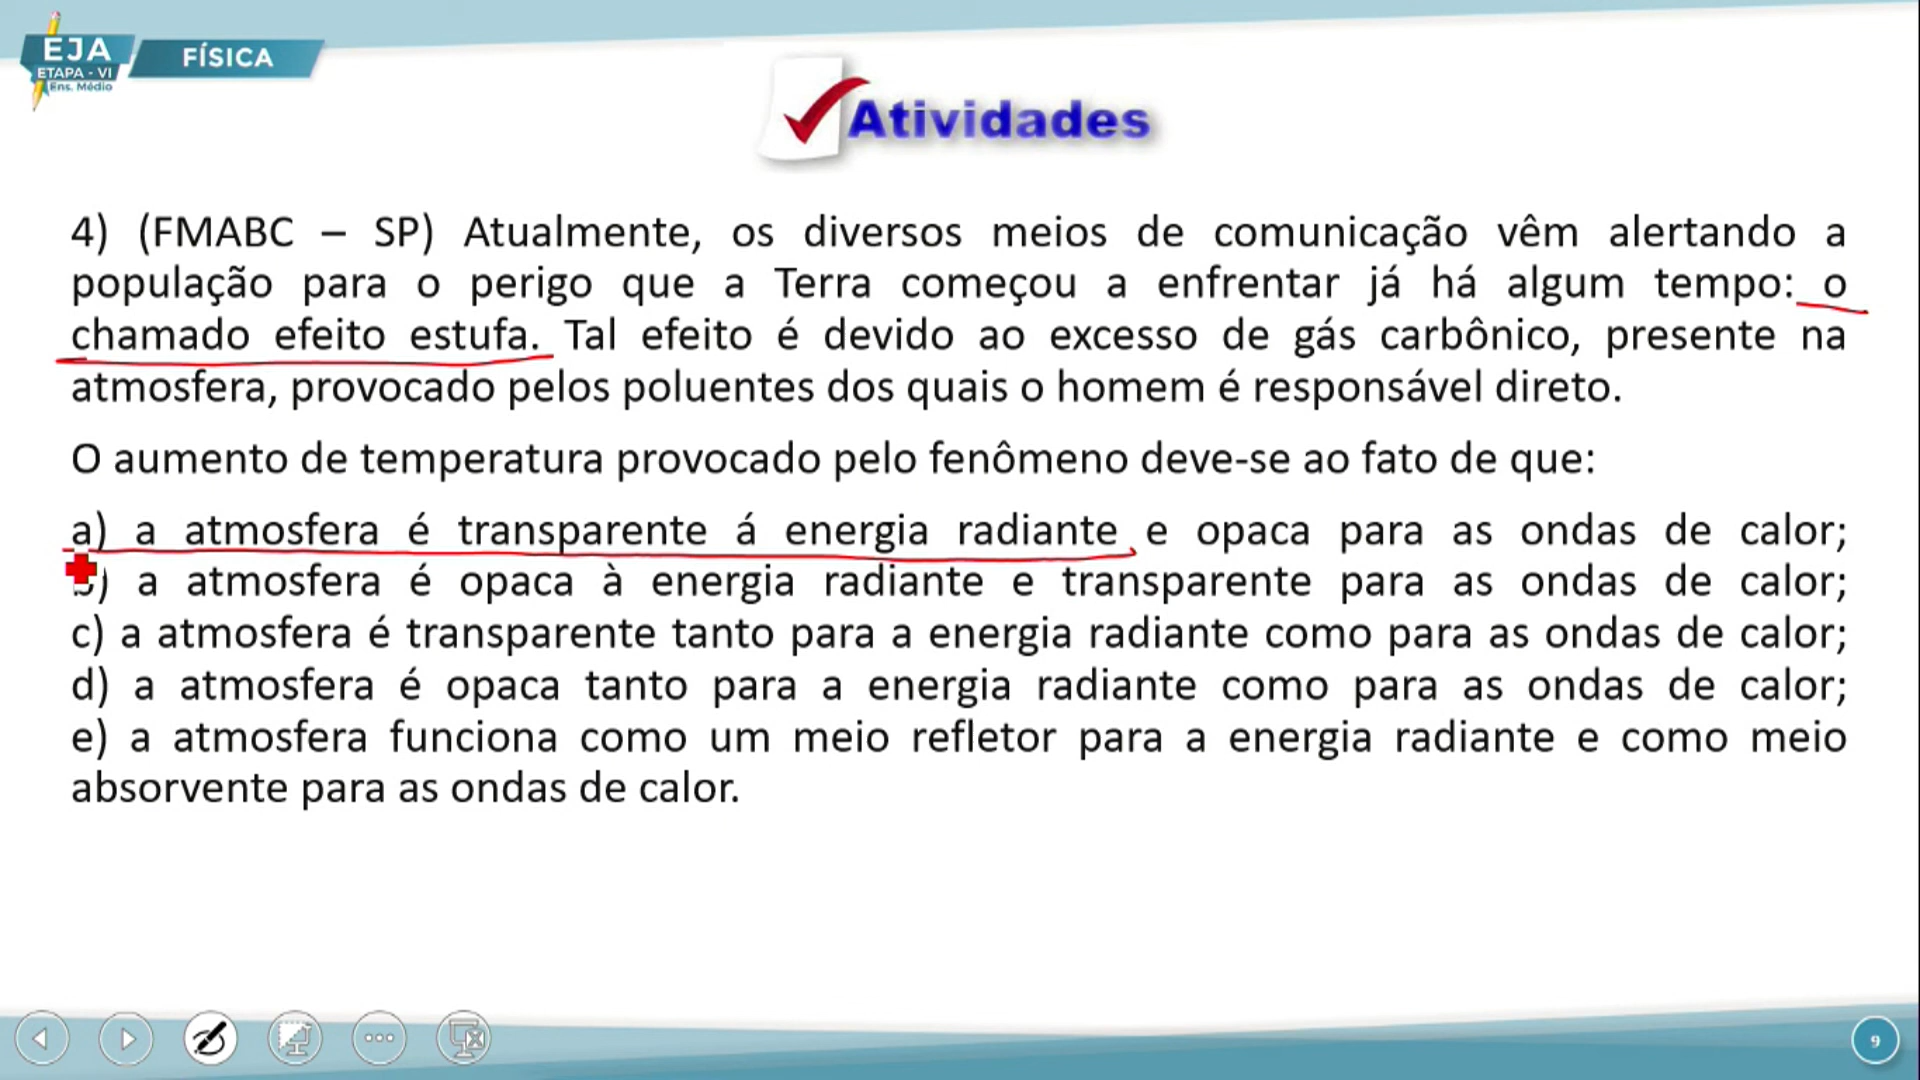 EJA
ETAPA - VI
Ens. Médio
FÍSICA
Atividades
4) (FMABC – SP) Atualmente, os diversos meios de comunicação vêm alertando a
população para o perigo que a Terra começou a enfrentar já há algum tempo: o
chamado efeito estufa. Tal efeito é devido ao excesso de gás carbônico, presente na
atmosfera, provocado pelos poluentes dos quais o homem é responsável direto.
O aumento de temperatura provocado pelo fenômeno deve-se ao fato de que:
a) a atmosfera é transparente á energia radiante e opaca para as ondas de calor;
) a atmosfera é opaca à energia radiante e transparente para as ondas de calor;
c) a atmosfera é transparente tanto para a energia radiante como para as ondas de calor;
d) a atmosfera é opaca tanto para a energia radiante como para as ondas de calor;
e) a atmosfera funciona como um meio refletor para a energia radiante e como meio
absorvente para as ondas de calor.
9